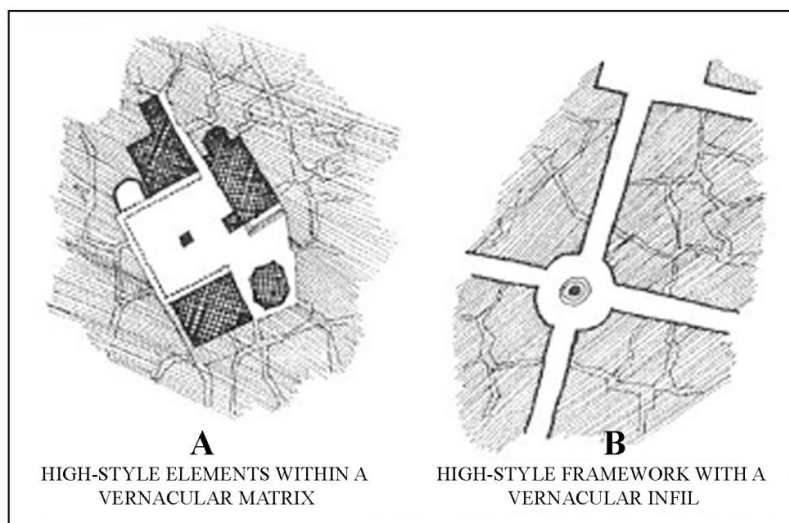 A
HIGH-STYLE ELEMENTS WITHIN A
VERNACULAR MATRIX
B
HIGH-STYLE FRAMEWORK WITH A
VERNACULAR INFIL